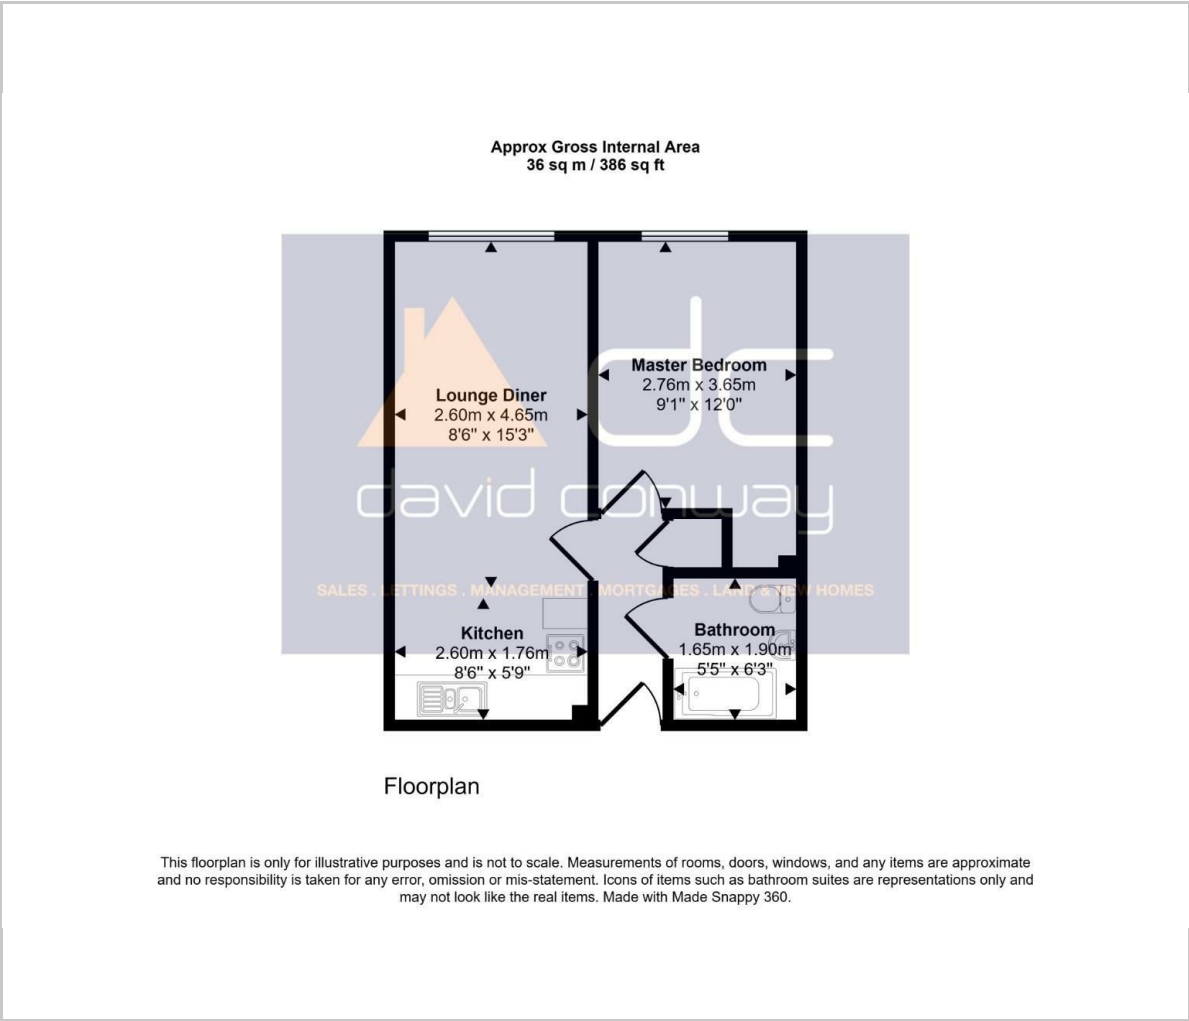 Approx Gross Internal Area
36 sq m / 386 sq ft
dc
Master Bedroom
2.76m x 3.65m
9'1" x 12'0"
Lounge Diner
2.60m x 4.65m
8'6" x 15'3"
david conway
SALES . LETTINGS . MANAGEMENT . MORTGAGES . LAND & NEW HOMES
Kitchen
2.60m x 1.76m
8'6" x 5'9"
Bathroom
1.65m x 1.90m
5'5" x 6'3"
Floorplan
This floorplan is only for illustrative purposes and is not to scale. Measurements of rooms, doors, windows, and any items are approximate
and no responsibility is taken for any error, omission or mis-statement. Icons of items such as bathroom suites are representations only and
may not look like the real items. Made with Made Snappy 360.